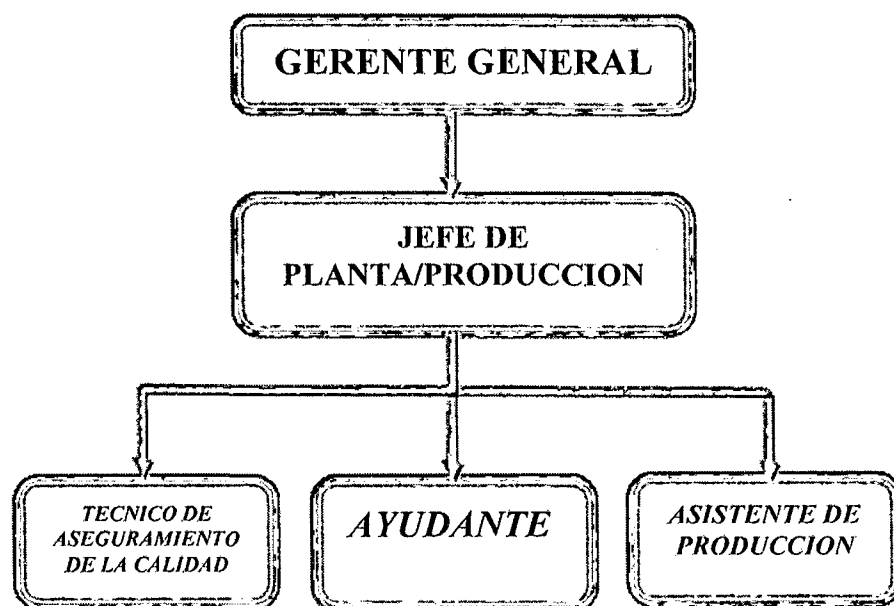 GERENTE GENERAL
JEFE DE
PLANTA/PRODUCCION
TECNICO DE
ASEGURAMIENTO
DE LA CALIDAD
AYUDANTE
ASISTENTE DE
PRODUCCION